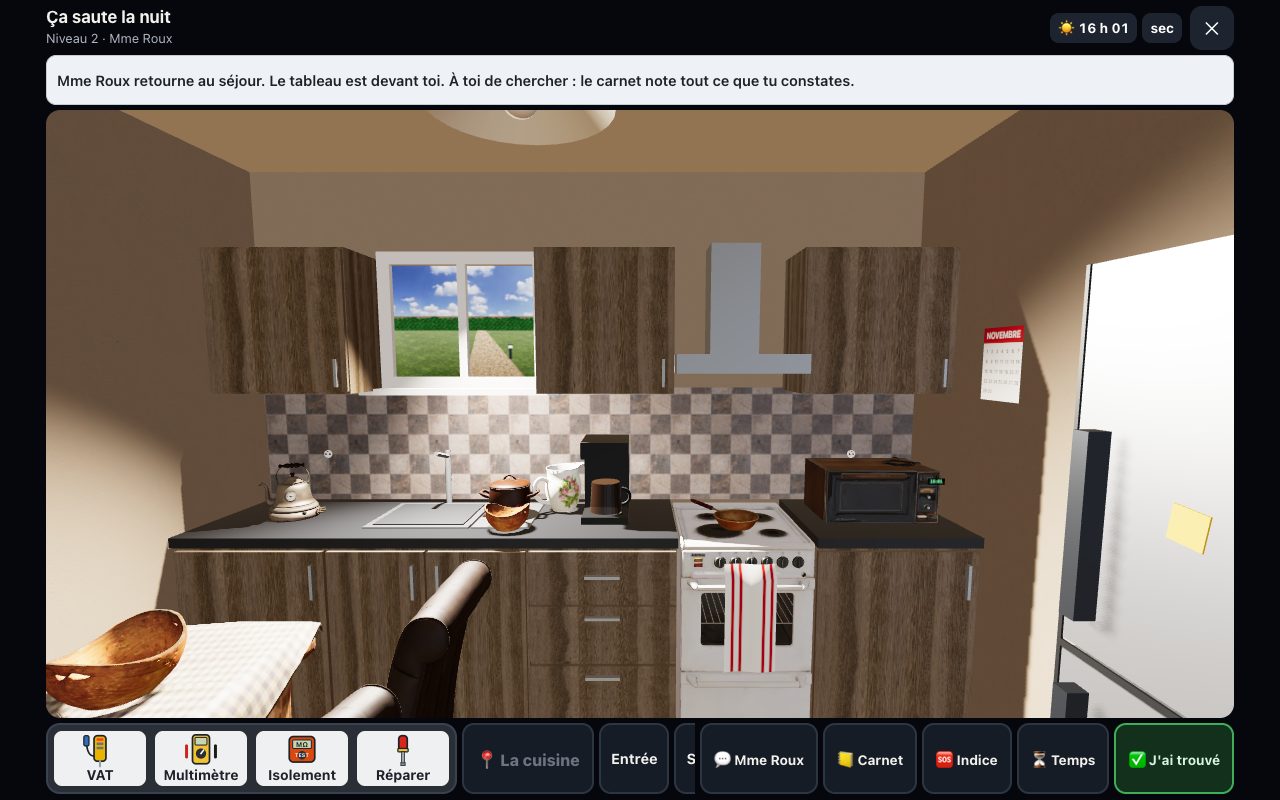 Ça saute la nuit
Niveau 2 · Mme Roux
☀️ 16 h 01
sec
Mme Roux retourne au séjour. Le tableau est devant toi. À toi de chercher : le carnet note tout ce que tu constates.
NOVEMBRE
VAT
Multimètre
MΩ
TEST
Isolement
Réparer
📍 La cuisine
Entrée
S
💬 Mme Roux
📒 Carnet
🆘 Indice
⏳ Temps
✅ J'ai trouvé